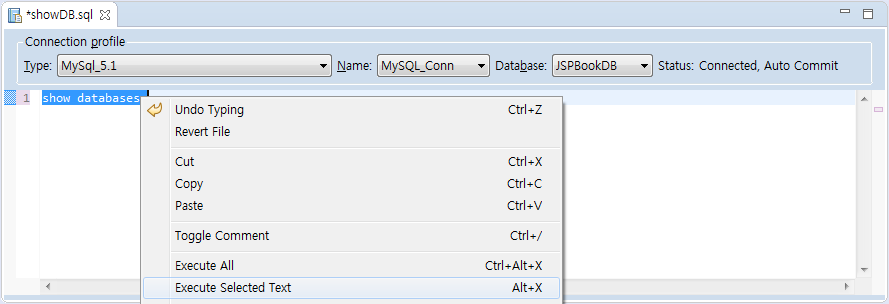 *showDB.sql
Connection profile
Type: MySql_5.1 Name: MySQL_Conn Database: JSPBookDB Status: Connected, Auto Commit
1 show databases
Undo Typing Ctrl+Z
Revert File
Cut Ctrl+X
Copy Ctrl+C
Paste Ctrl+V
Toggle Comment Ctrl+/
Execute All Ctrl+Alt+X
Execute Selected Text Alt+X